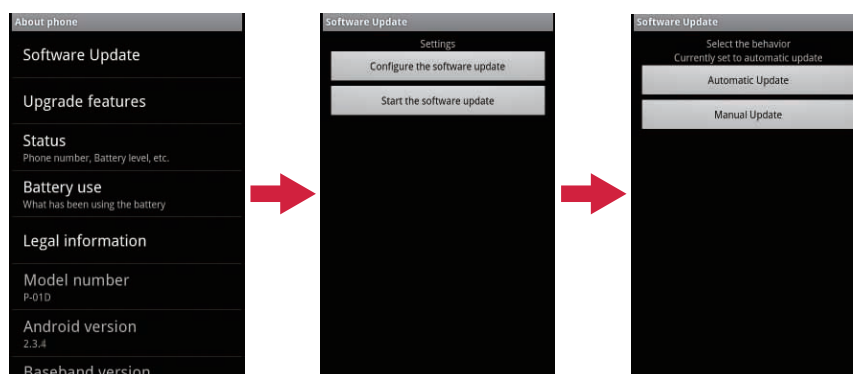 About phone
Software Update
Upgrade features
Status
Phone number, Battery level, etc.
Battery use
What has been using the battery
Legal information
Model number
P-01D
Android version
2.3.4
Baseband version
Software Update
Settings
Configure the software update
Start the software update
Software Update
Select the behavior
Currently set to automatic update
Automatic Update
Manual Update